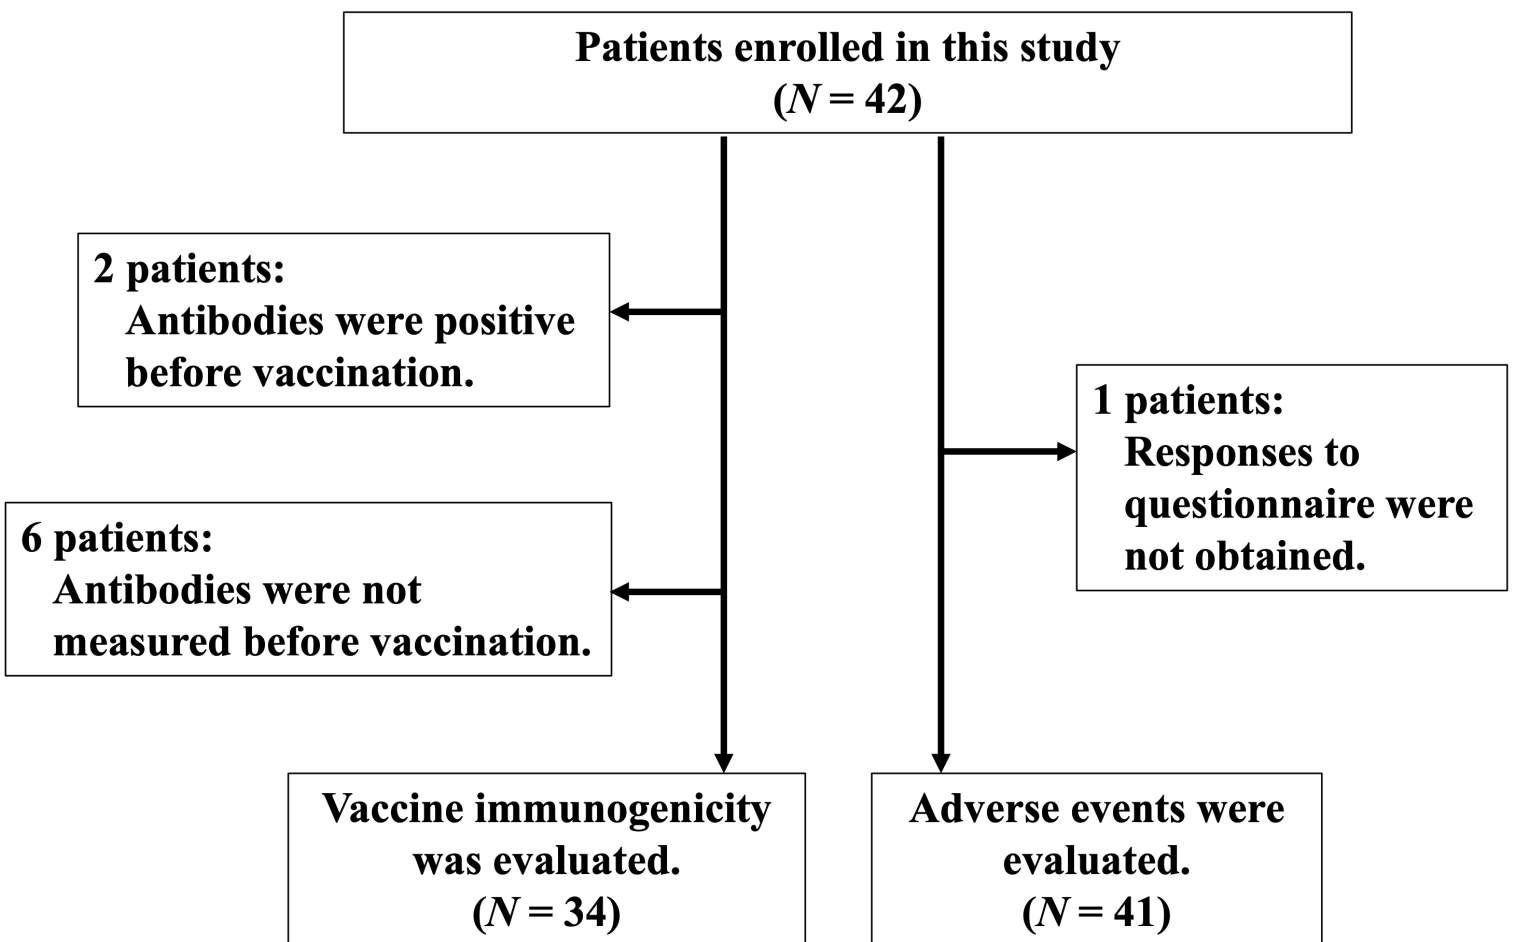 Patients enrolled in this study
(N = 42)
2 patients:
Antibodies were positive
before vaccination.
1 patients:
Responses to
questionnaire were
not obtained.
6 patients:
Antibodies were not
measured before vaccination.
Vaccine immunogenicity
was evaluated.
(N = 34)
Adverse events were
evaluated.
(N = 41)